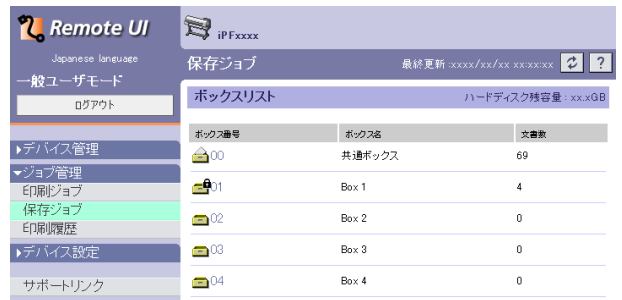 Remote UI
Japanese language
一般ユーザモード
ログアウト
▶デバイス管理
▼ジョブ管理
印刷ジョブ
保存ジョブ
印刷履歴
▶デバイス設定
サポートリンク
iPFxxxx
保存ジョブ 最終更新:xxxx/xx/xx xx:xx:xx ?
ボックスリスト ハードディスク残容量 : xx.xGB
ボックス番号 ボックス名 文書数
00 共通ボックス 69
01 Box 1 4
02 Box 2 0
03 Box 3 0
04 Box 4 0